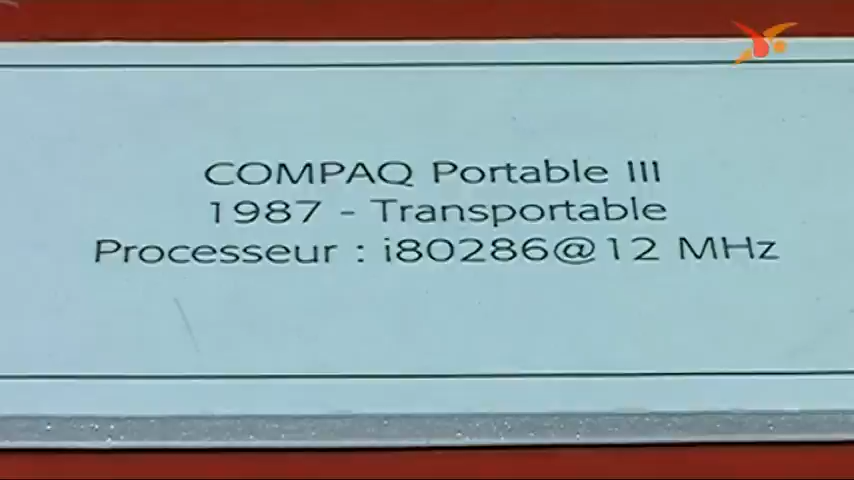 COMPAQ Portable III
1987 - Transportable
Processeur : i80286@12 MHz